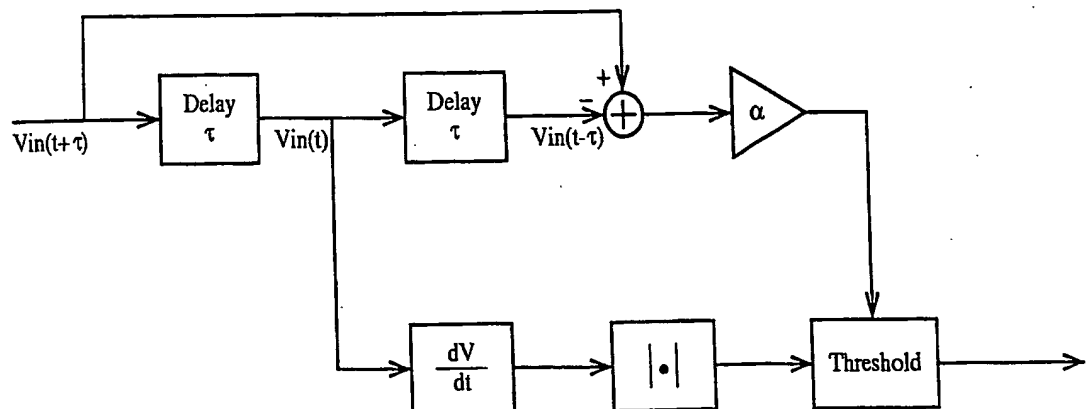 Delay
τ
Delay
τ
+
−
+
α
Vin(t+τ)
Vin(t)
Vin(t-τ)
dV
dt
|•|
Threshold